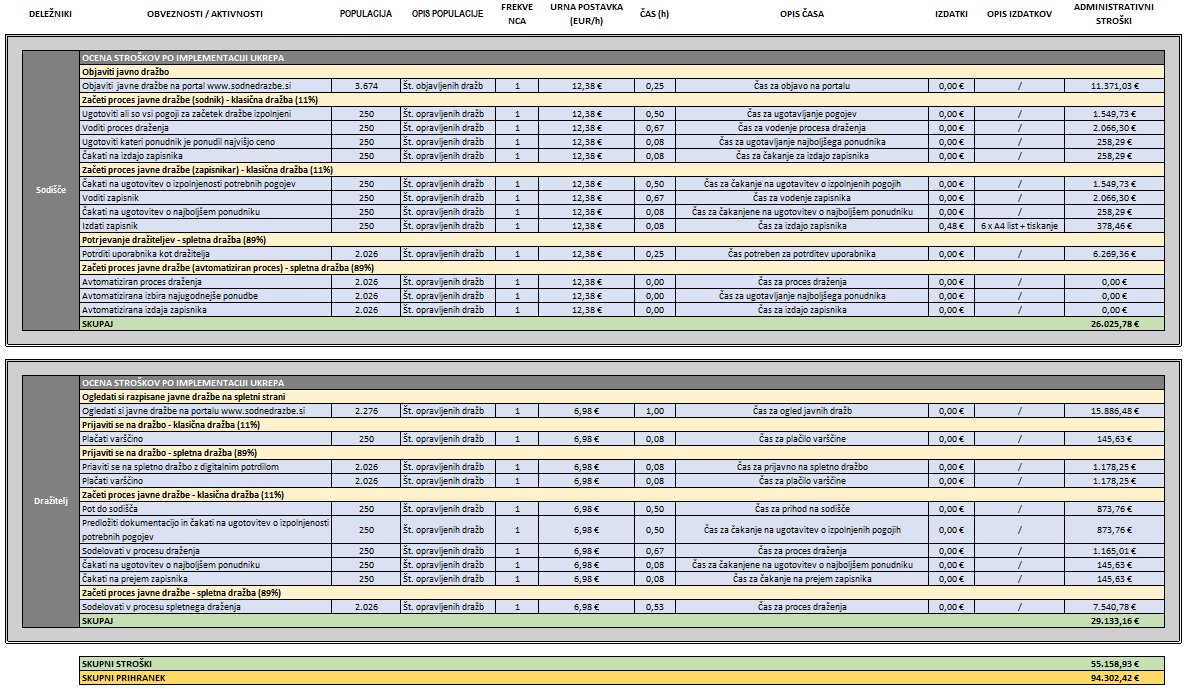 DELEŽNIKI OBVEZNOSTI / AKTIVNOSTI POPULACIJA OPIS POPULACIJE FREKVE NCA URNA POSTAVKA (EUR/h) ČAS (h) OPIS ČASA IZDATKI OPIS IZDATKOV ADMINISTRATIVNI STROŠKI
Sodišče
OCENA STROŠKOV PO IMPLEMENTACIJI UKREPA
Objaviti javno dražbo
Objaviti javne dražbe na portal www.sodnedrazbe.si 3.674 Št. objavljenih dražb 1 12,38 € 0,25 Čas za objavo na portalu 0,00 € / 11.371,03 €
Začeti proces javne dražbe (sodnik) - klasična dražba (11%)
Ugotoviti ali so vsi pogoji za začetek dražbe izpolnjeni 250 Št. opravljenih dražb 1 12,38 € 0,50 Čas za ugotavljanje pogojev 0,00 € / 1.549,73 €
Voditi proces draženja 250 Št. opravljenih dražb 1 12,38 € 0,67 Čas za vodenje procesa draženja 0,00 € / 2.066,30 €
Ugotoviti kateri ponudnik je ponudil najvišjo ceno 250 Št. opravljenih dražb 1 12,38 € 0,08 Čas za ugotavljanje najboljšega ponudnika 0,00 € / 258,29 €
Čakati na izdajo zapisnika 250 Št. opravljenih dražb 1 12,38 € 0,08 Čas za čakanje za izdajo zapisnika 0,00 € / 258,29 €
Začeti proces javne dražbe (zapisnikar) - klasična dražba (11%)
Čakati na ugotovitev o izpolnjenosti potrebnih pogojev 250 Št. opravljenih dražb 1 12,38 € 0,50 Čas za čakanje na ugotavitev o izpolnjenih pogojih 0,00 € / 1.549,73 €
Voditi zapisnik 250 Št. opravljenih dražb 1 12,38 € 0,67 Čas za vodenje zapisnika 0,00 € / 2.066,30 €
Čakati na ugotovitev o najboljšem ponudniku 250 Št. opravljenih dražb 1 12,38 € 0,08 Čas za čakanjene na ugotovitev o najboljšem ponudniku 0,00 € / 258,29 €
Izdati zapisnik 250 Št. opravljenih dražb 1 12,38 € 0,08 Čas za izdajo zapisnika 0,48 € 6 x A4 list + tiskanje 378,46 €
Potrjevanje dražiteljev - spletna dražba (89%)
Potrditi uporabnika kot dražitelja 2.026 Št. opravljenih dražb 1 12,38 € 0,25 Čas potreben za potrditev uporabnika 0,00 € / 6.269,36 €
Začeti proces javne dražbe (avtomatiziran proces) - spletna dražba (89%)
Avtomatiziran proces draženja 2.026 Št. opravljenih dražb 1 12,38 € 0,00 Čas za proces draženja 0,00 € / 0,00 €
Avtomatizirana izbira najugodnejše ponudbe 2.026 Št. opravljenih dražb 1 12,38 € 0,00 Čas za ugotavljanje najboljšega ponudnika 0,00 € / 0,00 €
Avtomatizirana izdaja zapisnika 2.026 Št. opravljenih dražb 1 12,38 € 0,00 Čas za izdajo zapisnika 0,00 € / 0,00 €
SKUPAJ 26.025,78 €
Dražitelj
OCENA STROŠKOV PO IMPLEMENTACIJI UKREPA
Ogledati si razpisane javne dražbe na spletni strani
Ogledati si javne dražbe na portalu www.sodnedrazbe.si 2.276 Št. opravljenih dražb 1 6,98 € 1,00 Čas za ogled javnih dražb 0,00 € / 15.886,48 €
Prijaviti se na dražbo - klasična dražba (11%)
Plačati varščino 250 Št. opravljenih dražb 1 6,98 € 0,08 Čas za plačilo varščine 0,00 € / 145,63 €
Prijaviti se na dražbo - spletna dražba (89%)
Priaviti se na spletno dražbo z digitalnim potrdilom 2.026 Št. opravljenih dražb 1 6,98 € 0,08 Čas za prijavno na spletno dražbo 0,00 € / 1.178,25 €
Plačati varščino 2.026 Št. opravljenih dražb 1 6,98 € 0,08 Čas za plačilo varščine 0,00 € / 1.178,25 €
Začeti proces javne dražbe - klasična dražba (11%)
Pot do sodišča 250 Št. opravljenih dražb 1 6,98 € 0,50 Čas za prihod na sodišče 0,00 € / 873,76 €
Predložiti dokumentacijo in čakati na ugotovitev o izpolnjenosti
potrebnih pogojev 250 Št. opravljenih dražb 1 6,98 € 0,50 Čas za čakanje na ugotavitev o izpolnjenih pogojih 0,00 € / 873,76 €
Sodelovati v procesu draženja 250 Št. opravljenih dražb 1 6,98 € 0,67 Čas za proces draženja 0,00 € / 1.165,01 €
Čakati na ugotovitev o najboljšem ponudniku 250 Št. opravljenih dražb 1 6,98 € 0,08 Čas za čakanjene na ugotovitev o najboljšem ponudniku 0,00 € / 145,63 €
Čakati na prejem zapisnika 250 Št. opravljenih dražb 1 6,98 € 0,08 Čas za čakanje na prejem zapisnika 0,00 € / 145,63 €
Začeti proces javne dražbe - spletna dražba (89%)
Sodelovati v procesu spletnega draženja 2.026 Št. opravljenih dražb 1 6,98 € 0,53 Čas za proces draženja 0,00 € / 7.540,78 €
SKUPAJ 29.133,16 €
SKUPNI STROŠKI 55.158,93 €
SKUPNI PRIHRANEK 94.302,42 €